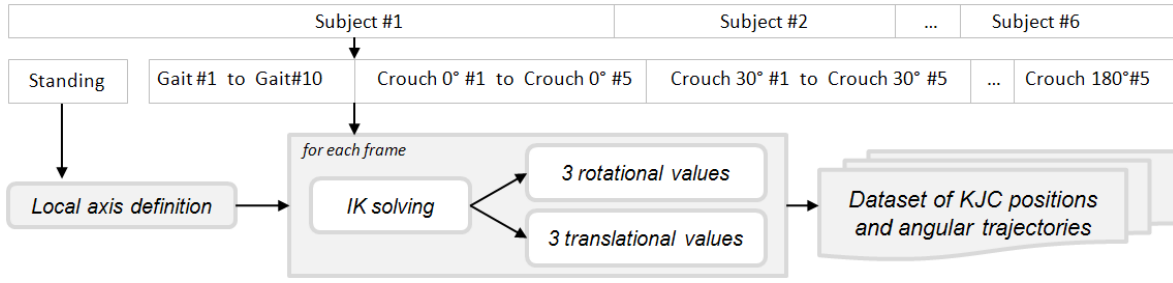 Subject #1
Subject #2
...
Subject #6
Standing
Gait #1 to Gait#10
Crouch 0° #1 to Crouch 0° #5
Crouch 30° #1 to Crouch 30° #5
...
Crouch 180°#5
for each frame
Local axis definition
IK solving
3 rotational values
3 translational values
Dataset of KJC positions
and angular trajectories